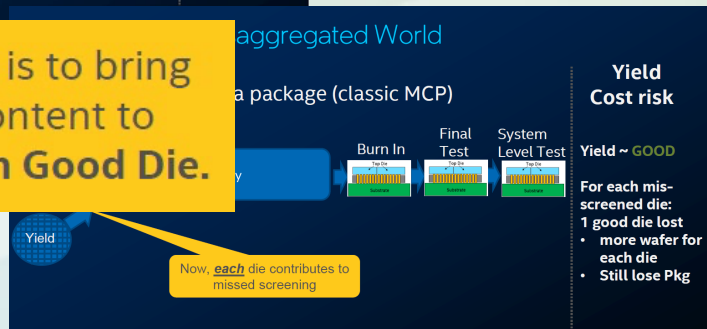 aggregated World
is to bring
ontent to
Good Die.
a package (classic MCP)
y
Burn In
Final
Test
System
Level Test
Top Die
Substrate
Top Die
Substrate
Top Die
Substrate
Yield
Now, each die contributes to
missed screening
Yield
Cost risk
Yield ~ GOOD
For each mis-
screened die:
1 good die lost
• more wafer for
each die
• Still lose Pkg